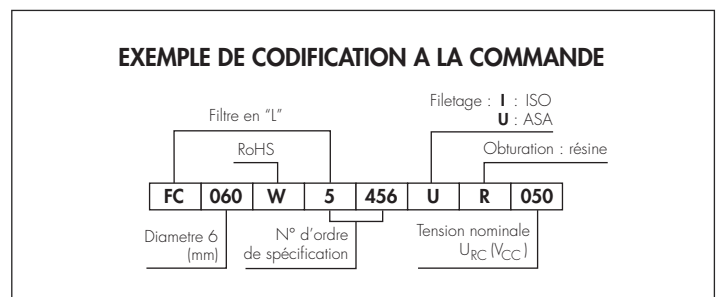 EXEMPLE DE CODIFICATION A LA COMMANDE
Filtre en "L"
Filetage : I : ISO
U : ASA
RoHS
Obturation : résine
FC 060 W 5 456 U R 050
Diametre 6
(mm)
N° d'ordre
de spécification
Tension nominale
URC (VCC)